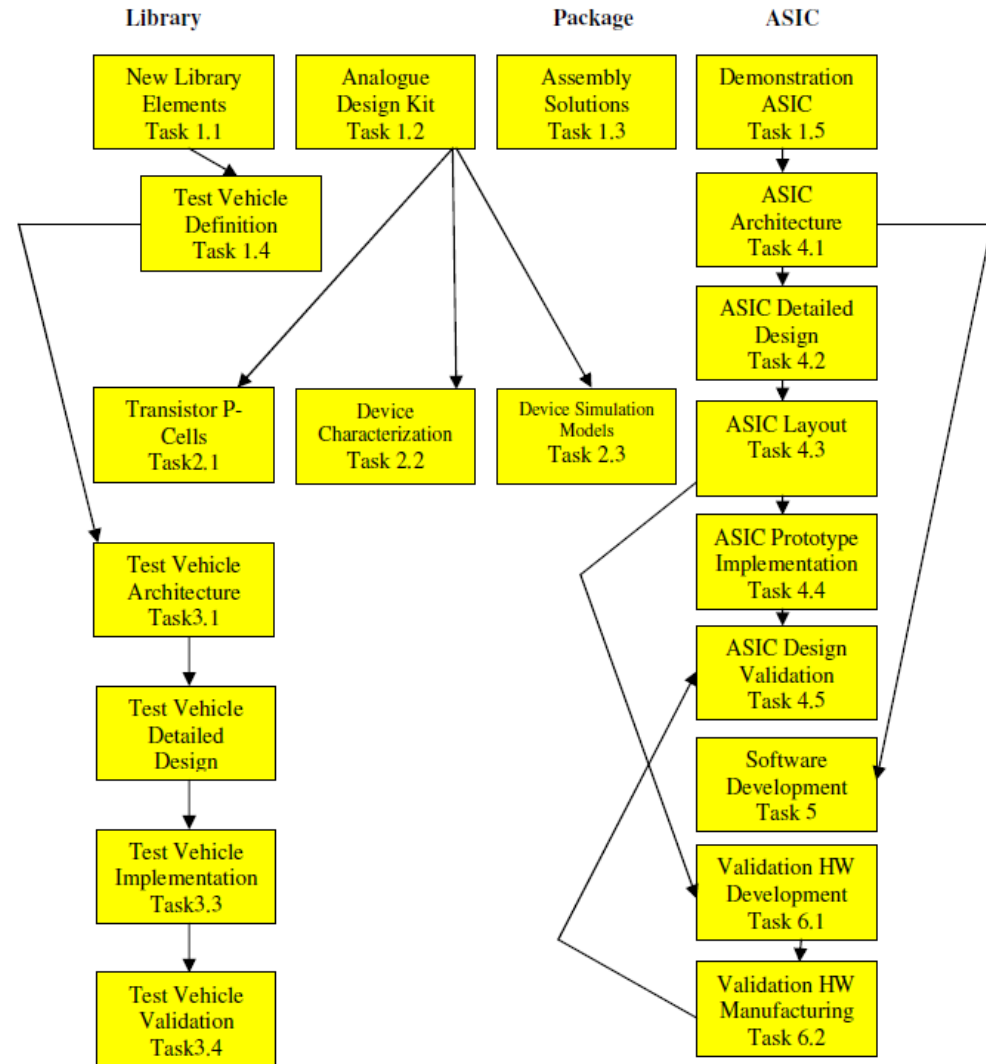 Library
Package
ASIC
New Library
Elements
Task 1.1
Analogue
Design Kit
Task 1.2
Assembly
Solutions
Task 1.3
Demonstration
ASIC
Task 1.5
Test Vehicle
Definition
Task 1.4
ASIC
Architecture
Task 4.1
ASIC Detailed
Design
Task 4.2
Transistor P-
Cells
Task2.1
Device
Characterization
Task 2.2
Device Simulation
Models
Task 2.3
ASIC Layout
Task 4.3
ASIC Prototype
Implementation
Task 4.4
Test Vehicle
Architecture
Task3.1
ASIC Design
Validation
Task 4.5
Test Vehicle
Detailed
Design
Software
Development
Task 5
Test Vehicle
Implementation
Task3.3
Validation HW
Development
Task 6.1
Test Vehicle
Validation
Task3.4
Validation HW
Manufacturing
Task 6.2